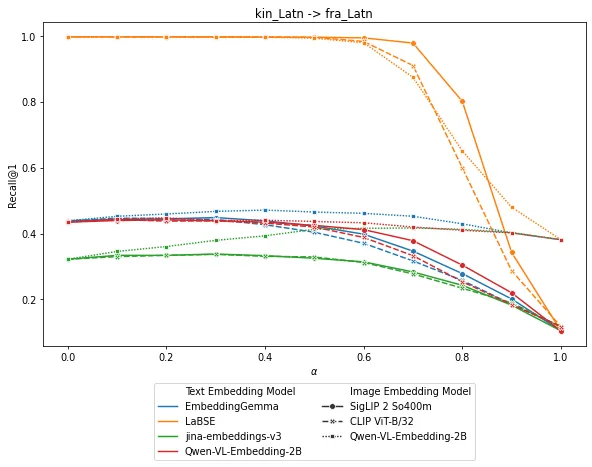 kin_Latn -> fra_Latn
Recall@1
1.0
0.8
0.6
0.4
0.2
0.0 0.2 0.4 0.6 0.8 1.0
α
Text Embedding Model Image Embedding Model
EmbeddingGemma SigLIP 2 So400m
LaBSE CLIP ViT-B/32
jina-embeddings-v3 Qwen-VL-Embedding-2B
Qwen-VL-Embedding-2B